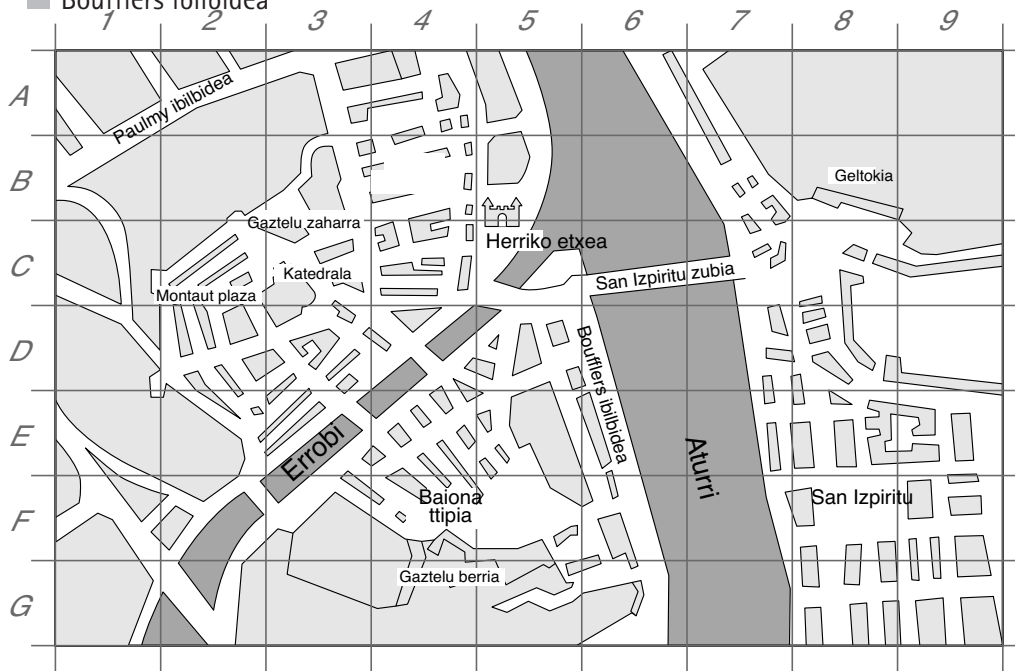 Boufflers ibilbidea
1 2 3 4 5 6 7 8 9
A
Paulmy ibilbidea
B
Geltokia
Gaztelu zaharra
Herriko etxea
C
Katedrala
San Izpiritu zubia
Montaut plaza
D
Boufflers ibilbidea
E
Errobi
Aturri
Baiona
ttipia
San Izpiritu
F
Gaztelu berria
G